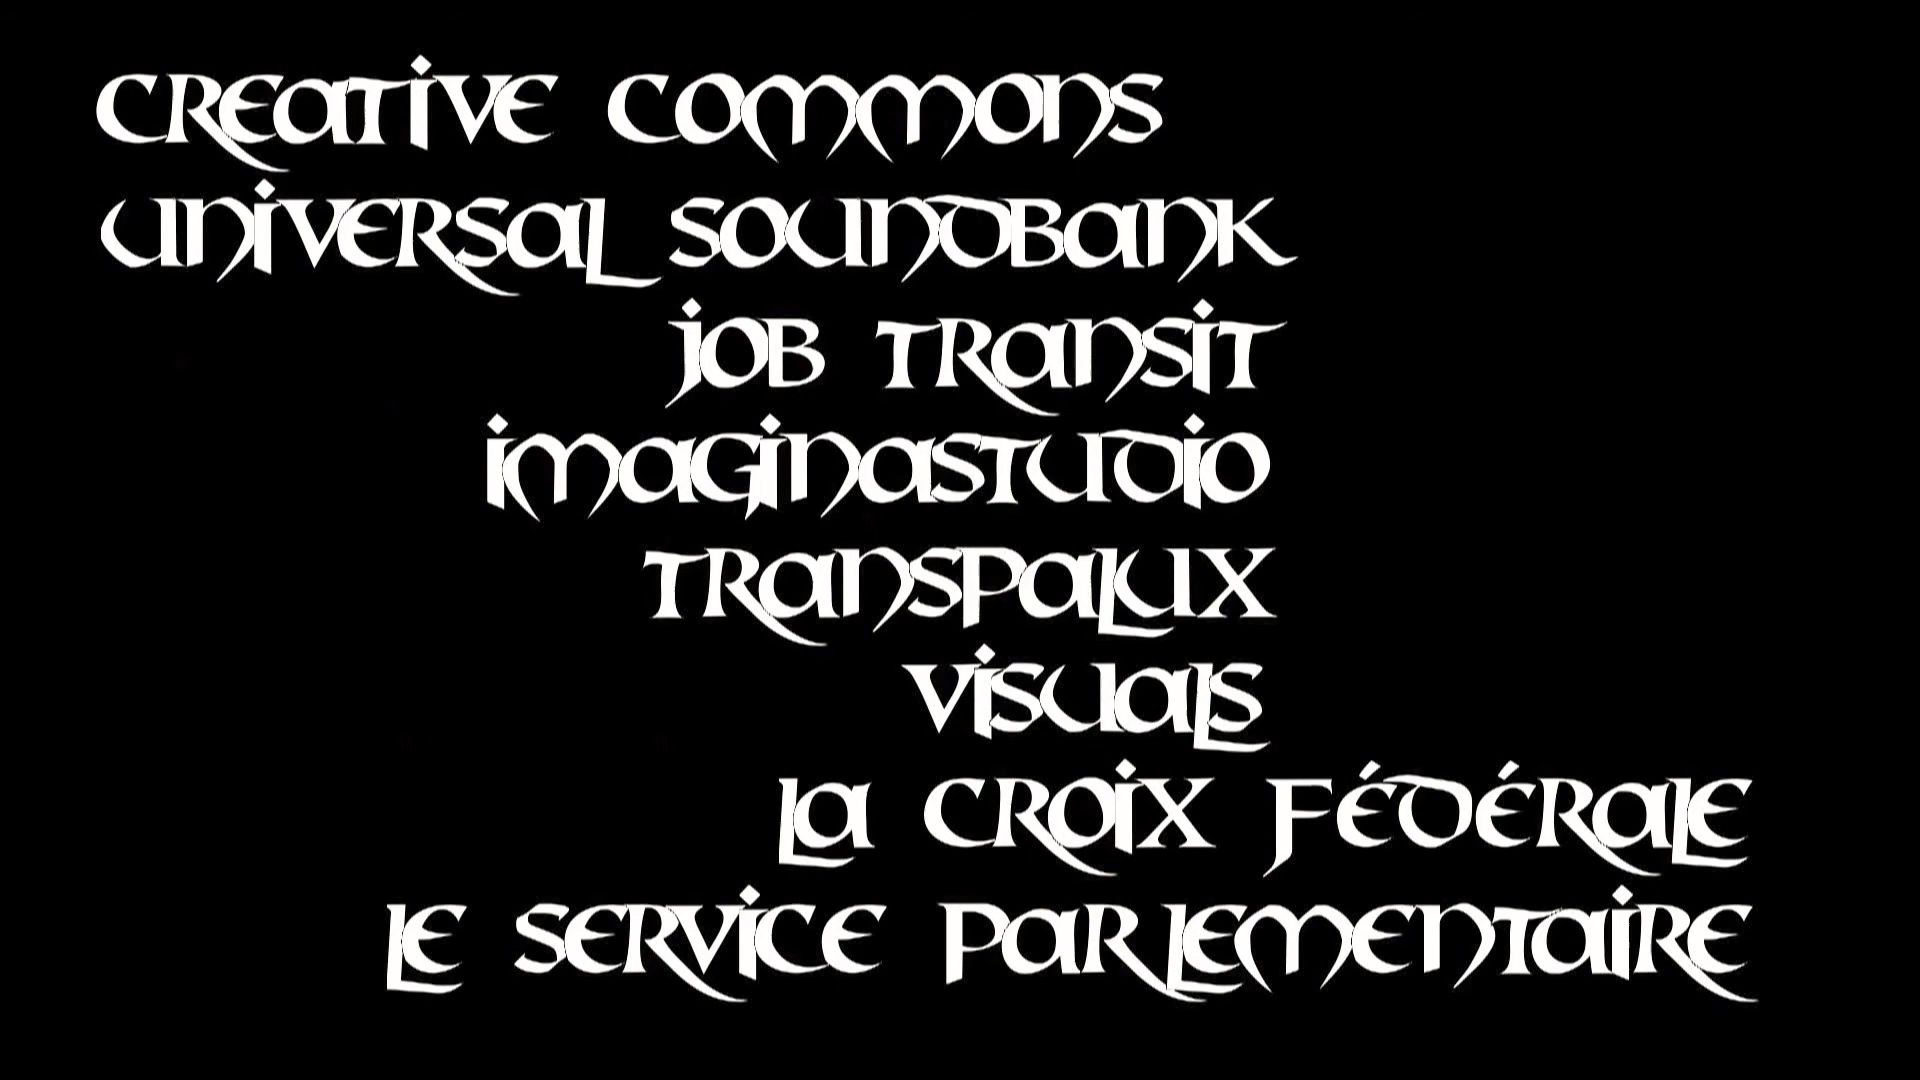 Creative Commons
Universal Soundbank
Job Transit
Imaginastudio
Transpalux
Visuals
La Croix Fédérale
Le Service Parlementaire